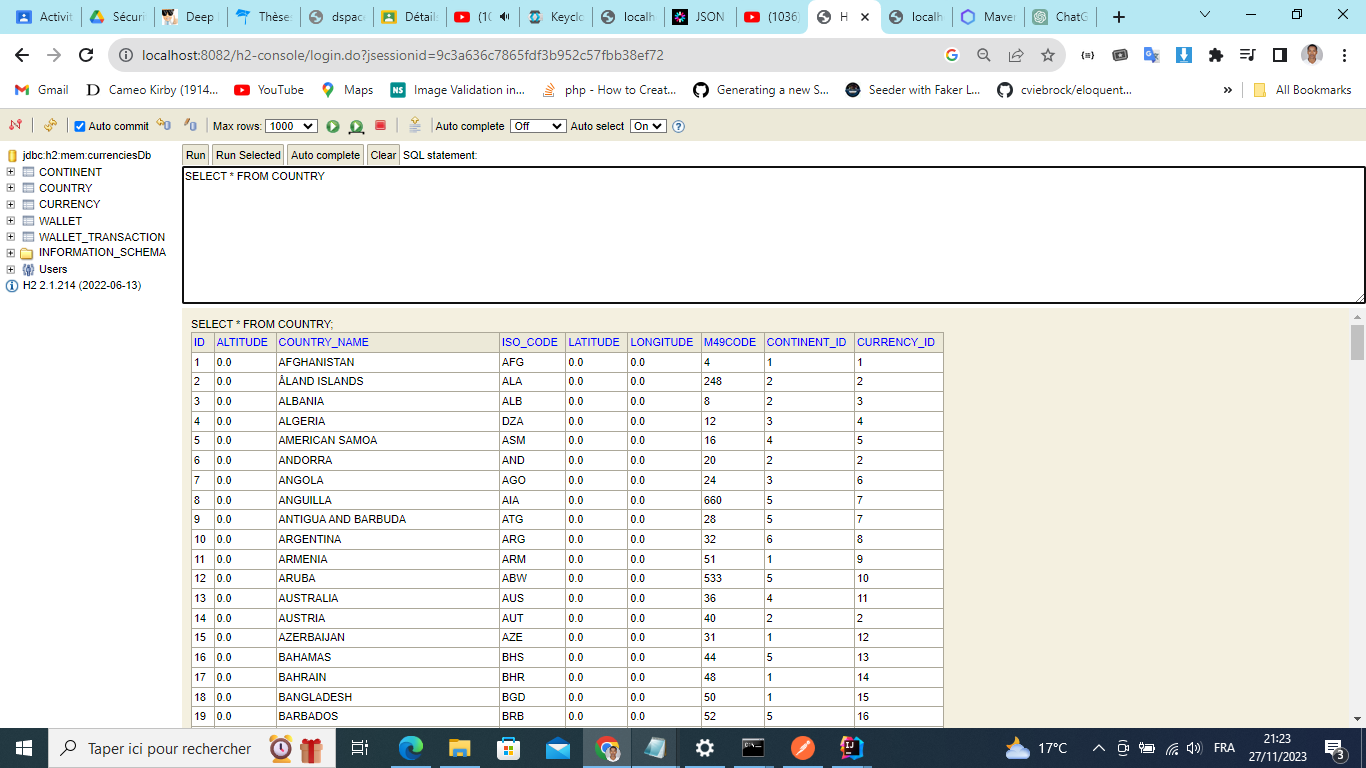 Activit Sécuri Deep Thèse: dspac Détails (10 Keyclo localh JSON (1036) H localh Maver ChatG
localhost:8082/h2-console/login.do?jsessionid=9c3a636c7865fdf3b952c57fbb38ef72
Gmail Cameo Kirby (1914... YouTube Maps Image Validation in... php - How to Creat... Generating a new S... Seeder with Faker L... cviebrock/eloquent... » All Bookmarks
Auto commit Max rows: 1000 Auto complete Off Auto select On
jdbc:h2:mem:currenciesDb
CONTINENT
COUNTRY
CURRENCY
WALLET
WALLET_TRANSACTION
INFORMATION_SCHEMA
Users
H2 2.1.214 (2022-06-13)
Run Run Selected Auto complete Clear SQL statement:
SELECT * FROM COUNTRY
SELECT * FROM COUNTRY;
ID ALTITUDE COUNTRY_NAME ISO_CODE LATITUDE LONGITUDE M49CODE CONTINENT_ID CURRENCY_ID
1 0.0 AFGHANISTAN AFG 0.0 0.0 4 1 1
2 0.0 ÅLAND ISLANDS ALA 0.0 0.0 248 2 2
3 0.0 ALBANIA ALB 0.0 0.0 8 2 3
4 0.0 ALGERIA DZA 0.0 0.0 12 3 4
5 0.0 AMERICAN SAMOA ASM 0.0 0.0 16 4 5
6 0.0 ANDORRA AND 0.0 0.0 20 2 2
7 0.0 ANGOLA AGO 0.0 0.0 24 3 6
8 0.0 ANGUILLA AIA 0.0 0.0 660 5 7
9 0.0 ANTIGUA AND BARBUDA ATG 0.0 0.0 28 5 7
10 0.0 ARGENTINA ARG 0.0 0.0 32 6 8
11 0.0 ARMENIA ARM 0.0 0.0 51 1 9
12 0.0 ARUBA ABW 0.0 0.0 533 5 10
13 0.0 AUSTRALIA AUS 0.0 0.0 36 4 11
14 0.0 AUSTRIA AUT 0.0 0.0 40 2 2
15 0.0 AZERBAIJAN AZE 0.0 0.0 31 1 12
16 0.0 BAHAMAS BHS 0.0 0.0 44 5 13
17 0.0 BAHRAIN BHR 0.0 0.0 48 1 14
18 0.0 BANGLADESH BGD 0.0 0.0 50 1 15
19 0.0 BARBADOS BRB 0.0 0.0 52 5 16
Taper ici pour rechercher 17°C FRA 21:23
27/11/2023 3